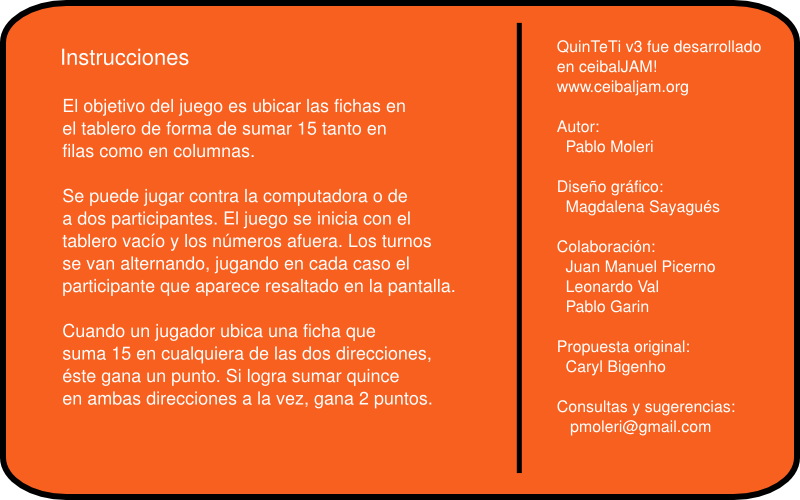 Instrucciones
El objetivo del juego es ubicar las fichas en
el tablero de forma de sumar 15 tanto en
filas como en columnas.
Se puede jugar contra la computadora o de
a dos participantes. El juego se inicia con el
tablero vacío y los números afuera. Los turnos
se van alternando, jugando en cada caso el
participante que aparece resaltado en la pantalla.
Cuando un jugador ubica una ficha que
suma 15 en cualquiera de las dos direcciones,
éste gana un punto. Si logra sumar quince
en ambas direcciones a la vez, gana 2 puntos.
QuinTeTi v3 fue desarrollado
en ceibalJAM!
www.ceibaljam.org
Autor:
Pablo Moleri
Diseño gráfico:
Magdalena Sayagués
Colaboración:
Juan Manuel Picerno
Leonardo Val
Pablo Garin
Propuesta original:
Caryl Bigenho
Consultas y sugerencias:
pmoleri@gmail.com